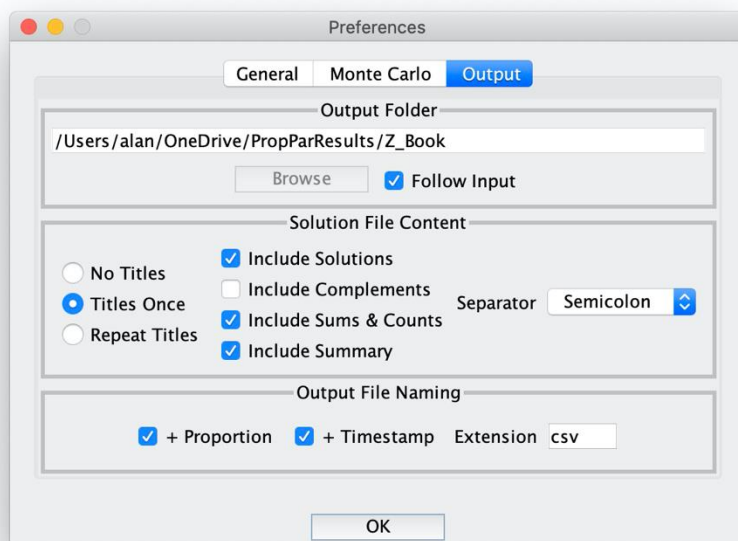 Preferences
General Monte Carlo Output
Output Folder
/Users/alan/OneDrive/PropParResults/Z_Book
Browse Follow Input
Solution File Content
No Titles
Titles Once
Repeat Titles
Include Solutions
Include Complements
Include Sums & Counts
Include Summary
Separator Semicolon
Output File Naming
+ Proportion + Timestamp Extension csv
OK